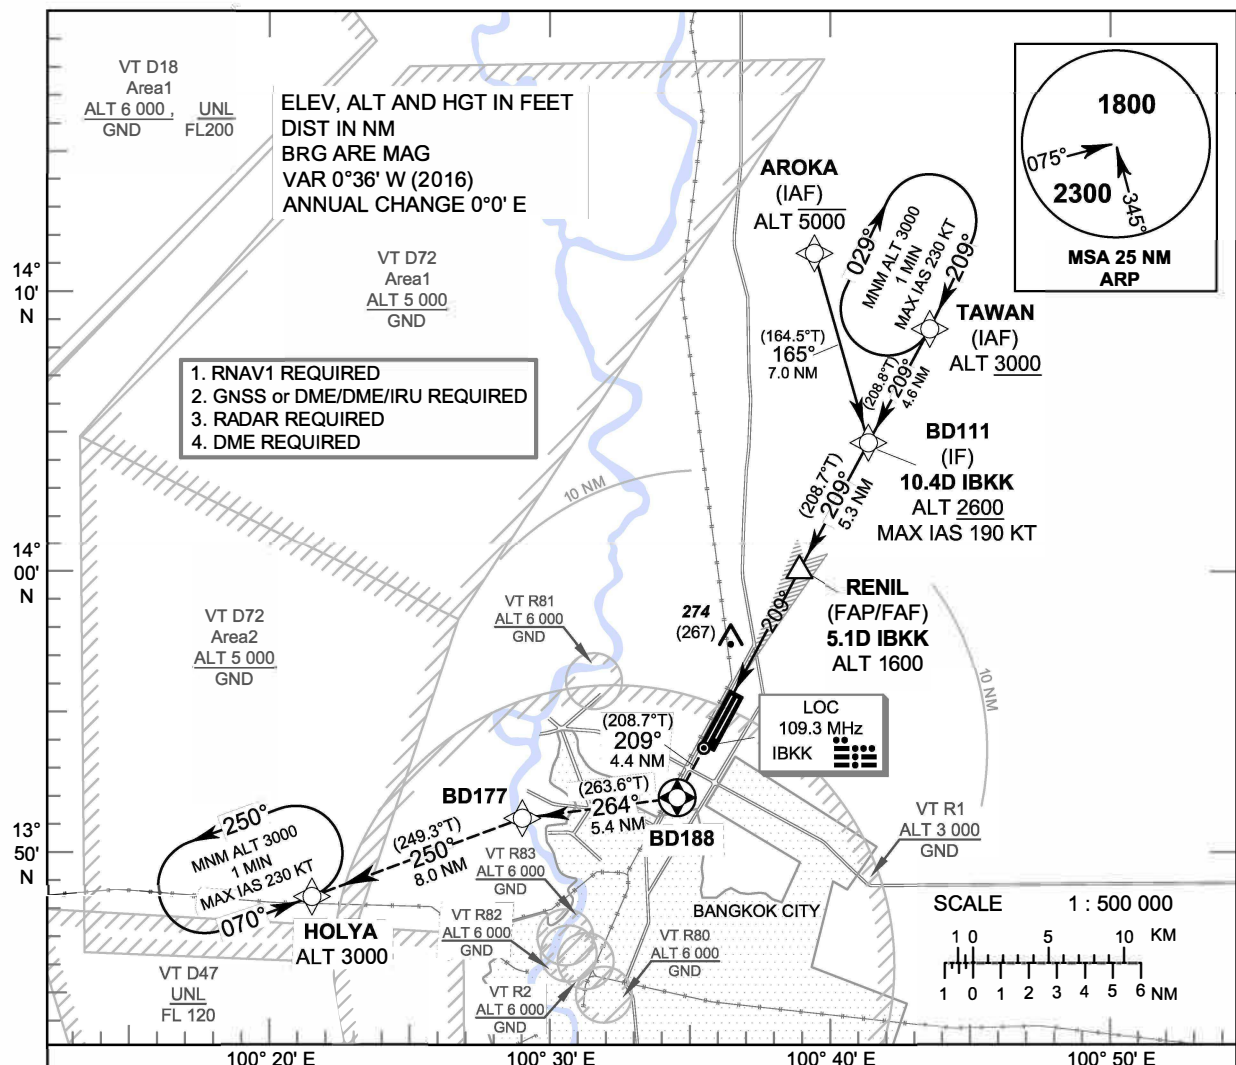 VT D18
Area1
ALT 6 000 ,
GND
UNL
FL200
ELEV, ALT AND HGT IN FEET
DIST IN NM
BRG ARE MAG
VAR 0°36' W (2016)
ANNUAL CHANGE 0°0' E
1800
075°
2300
345°
MSA 25 NM
ARP
AROKA
(IAF)
ALT 5000
029°
MNM ALT 3000
1 MIN
MAX IAS 230 KT
209°
TAWAN
(IAF)
ALT 3000
VT D72
Area1
ALT 5 000
GND
14°
10'
N
(164.5°T)
165°
7.0 NM
(208.8°T)
209°
4.6 NM
1. RNAV1 REQUIRED
2. GNSS or DME/DME/IRU REQUIRED
3. RADAR REQUIRED
4. DME REQUIRED
BD111
(IF)
10.4D IBKK
ALT 2600
MAX IAS 190 KT
10 NM
(208.7°T)
209°
5.3 NM
14°
00'
N
RENIL
(FAP/FAF)
5.1D IBKK
ALT 1600
209°
VT R81
ALT 6 000
GND
274
(267)
VT D72
Area2
ALT 5 000
GND
10 NM
LOC
109.3 MHz
IBKK
(208.7°T)
209°
4.4 NM
(263.6°T)
264°
5.4 NM
BD177
BD188
(249.3°T)
250°
8.0 NM
250°
MNM ALT 3000
1 MIN
MAX IAS 230 KT
070°
HOLYA
ALT 3000
13°
50'
N
VT R83
ALT 6 000
GND
VT R1
ALT 3 000
GND
VT R82
ALT 6 000
GND
BANGKOK CITY
VT R80
ALT 6 000
GND
VT R2
ALT 6 000
GND
VT D47
UNL
FL 120
SCALE 1 : 500 000
1 0 5 10 KM
1 0 1 2 3 4 5 6 NM
100° 20' E 100° 30' E 100° 40' E 100° 50' E